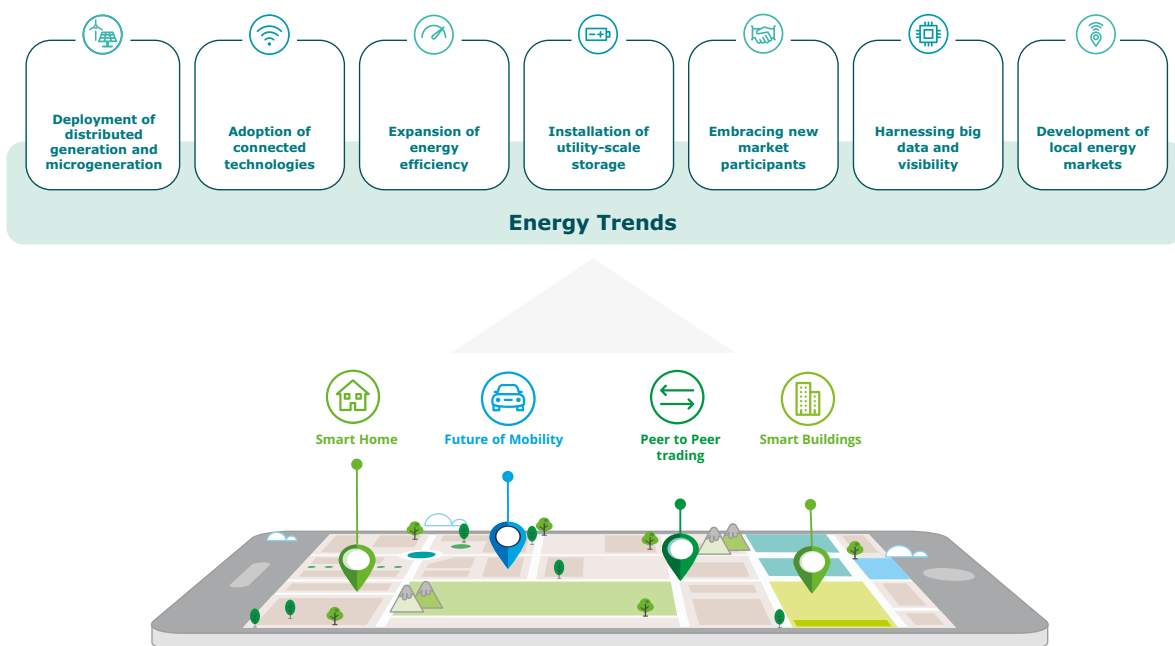 Deployment of
distributed
generation and
microgeneration
Adoption of
connected
technologies
Expansion of
energy
efficiency
Installation of
utility-scale
storage
Embracing new
market
participants
Harnessing big
data and
visibility
Development of
local energy
markets
Energy Trends
Smart Home
Future of Mobility
Peer to Peer
trading
Smart Buildings